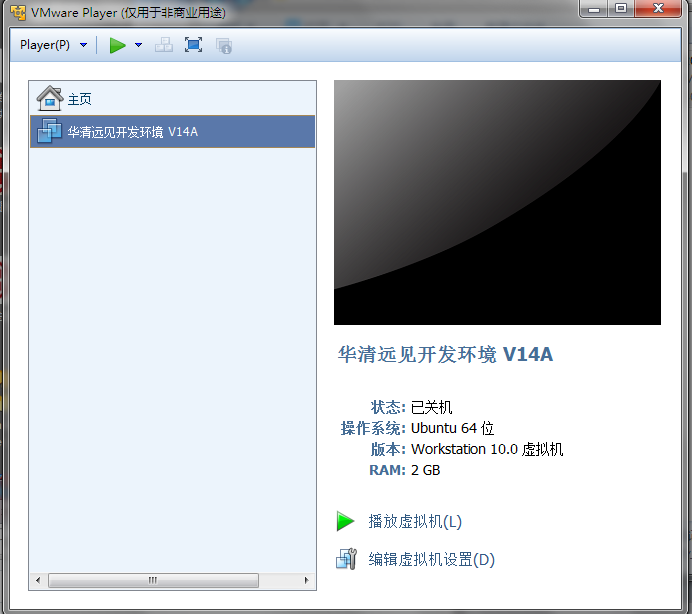 VMware Player (仅用于非商业用途)
Player(P)
主页
华清远见开发环境 V14A
华清远见开发环境 V14A
状态: 已关机
操作系统: Ubuntu 64 位
版本: Workstation 10.0 虚拟机
RAM: 2 GB
播放虚拟机(L)
编辑虚拟机设置(D)